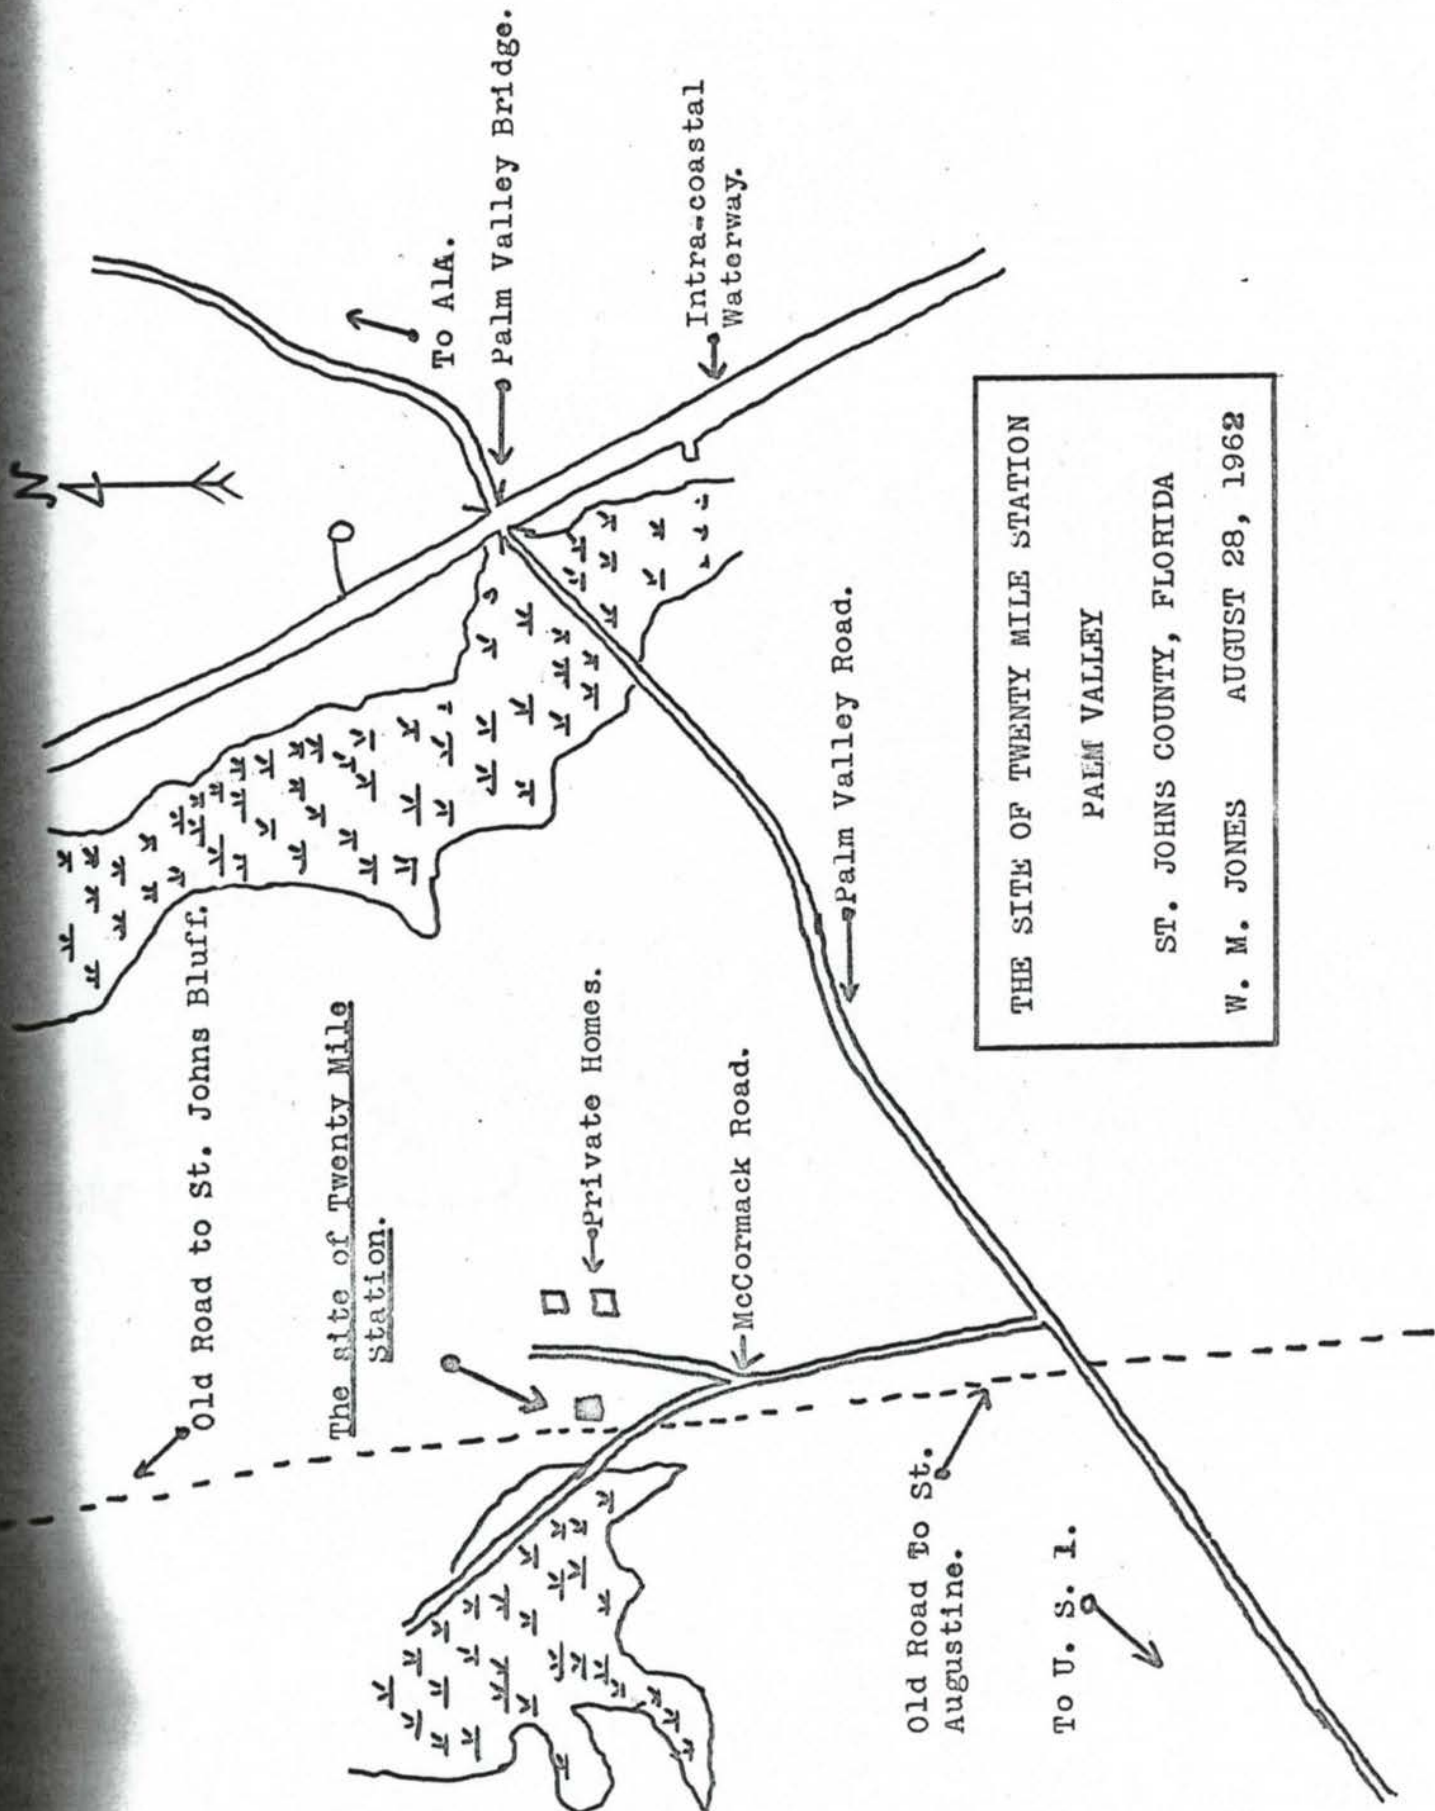 N
To A1A.
Palm Valley Bridge.
Intra-coastal
Waterway.
Old Road to St. Johns Bluff.
The site of Twenty Mile
Station.
Private Homes.
McCormack Road.
Palm Valley Road.
Old Road To St.
Augustine.
To U. S. 1.
THE SITE OF TWENTY MILE STATION
PALM VALLEY
ST. JOHNS COUNTY, FLORIDA
W. M. JONES AUGUST 28, 1962